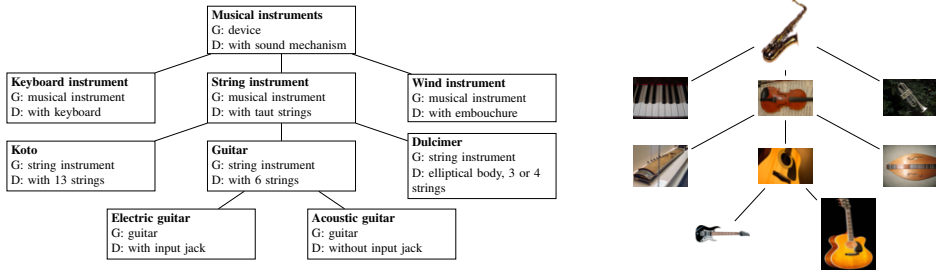 Musical instruments
G: device
D: with sound mechanism
Keyboard instrument
G: musical instrument
D: with keyboard
String instrument
G: musical instrument
D: with taut strings
Wind instrument
G: musical instrument
D: with embouchure
Koto
G: string instrument
D: with 13 strings
Guitar
G: string instrument
D: with 6 strings
Dulcimer
G: string instrument
D: elliptical body, 3 or 4
strings
Electric guitar
G: guitar
D: with input jack
Acoustic guitar
G: guitar
D: without input jack